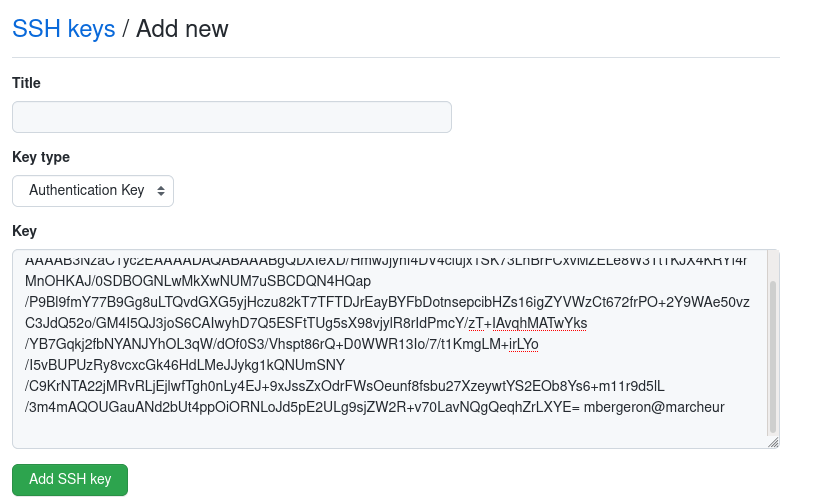 SSH keys / Add new
Title
Key type
Authentication Key
Key
MnOHKAJ/0SDBOGNLwMkXwNUM7uSBCDQN4HQap
/P9Bl9fmY77B9Gg8uLTQvdGXG5yjHczu82kT7TFTDJrEayBYFbDotnsepcibHZs16igZYVWzCt672frPO+2Y9WAe50vz
C3JdQ52o/GM4I5QJ3joS6CAIwyhD7Q5ESFtTUg5sX98vjylR8rIdPmcY/zT+IAvqhMATwYks
/YB7Gqkj2fbNYANJYhOL3qW/dOf0S3/Vhspt86rQ+D0WWR13Io/7/t1KmgLM+irLYo
/I5vBUPUzRy8vcxcGk46HdLMeJJykg1kQNUmSNY
/C9KrNTA22jMRvRLjEjlwfTgh0nLy4EJ+9xJssZxOdrFWsOeunf8fsbu27XzeywtYS2EOb8Ys6+m11r9d5lL
/3m4mAQOUGauANd2bUt4ppOiORNLoJd5pE2ULg9sjZW2R+v70LavNQgQeqhZrLXYE= mbergeron@marcheur
Add SSH key